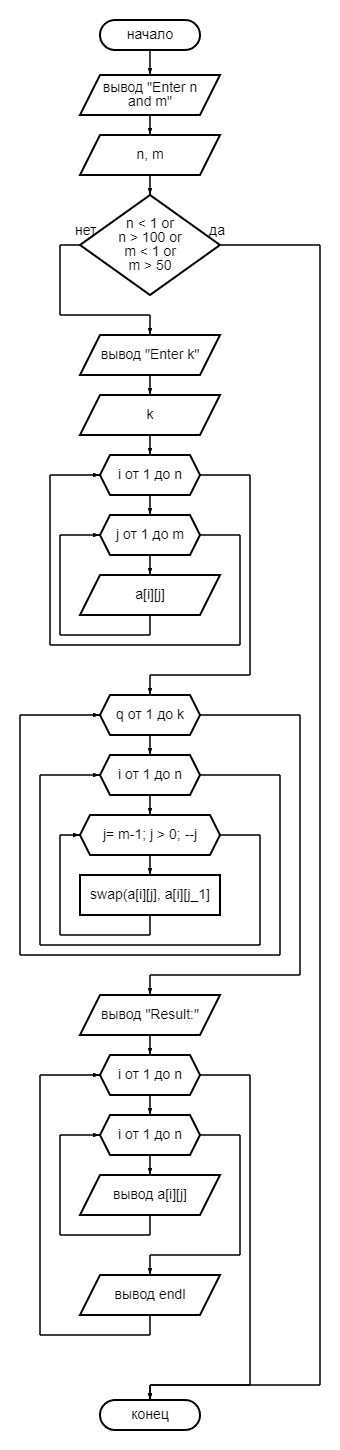 начало
вывод "Enter n
and m"
n, m
нет
да
n < 1 or
n > 100 or
m < 1 or
m > 50
вывод "Enter k"
k
i от 1 до n
j от 1 до m
a[i][j]
q от 1 до k
i от 1 до n
j= m-1; j > 0; --j
swap(a[i][j], a[i][j_1]
вывод "Result:"
i от 1 до n
i от 1 до n
вывод a[i][j]
вывод endl
конец